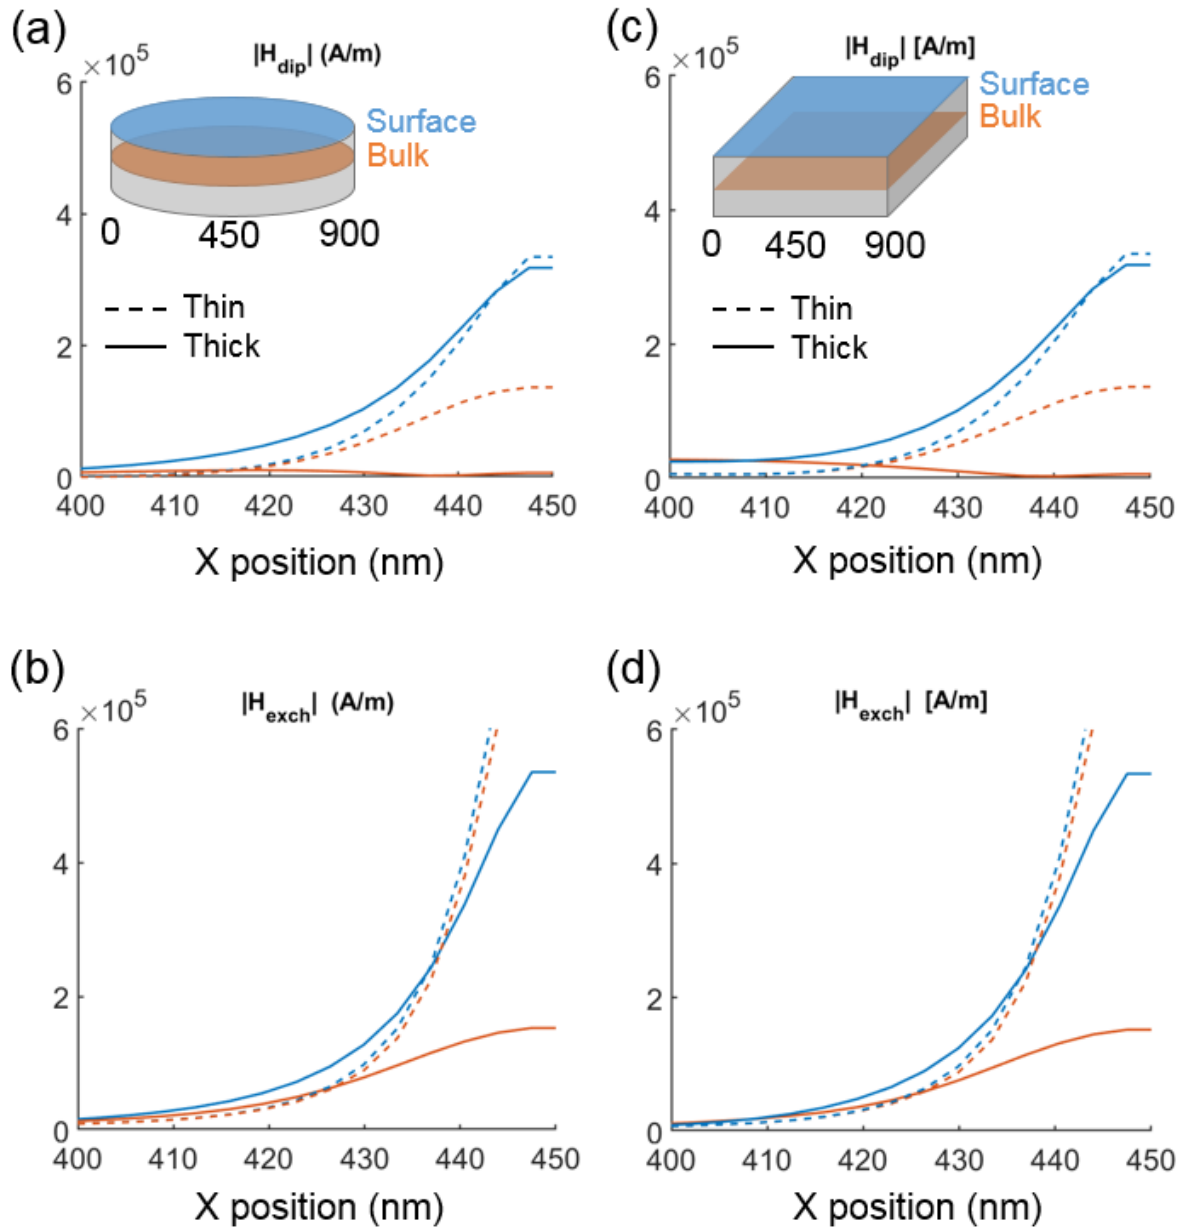 (a)
|H_dip| (A/m)
×10^5
6
4
2
0
Surface
Bulk
0 450 900
Thin
Thick
400 410 420 430 440 450
X position (nm)
(c)
|H_dip| [A/m]
×10^5
6
4
2
0
Surface
Bulk
0 450 900
Thin
Thick
400 410 420 430 440 450
X position (nm)
(b)
|H_exch| (A/m)
×10^5
6
4
2
0
400 410 420 430 440 450
X position (nm)
(d)
|H_exch| [A/m]
×10^5
6
4
2
0
400 410 420 430 440 450
X position (nm)